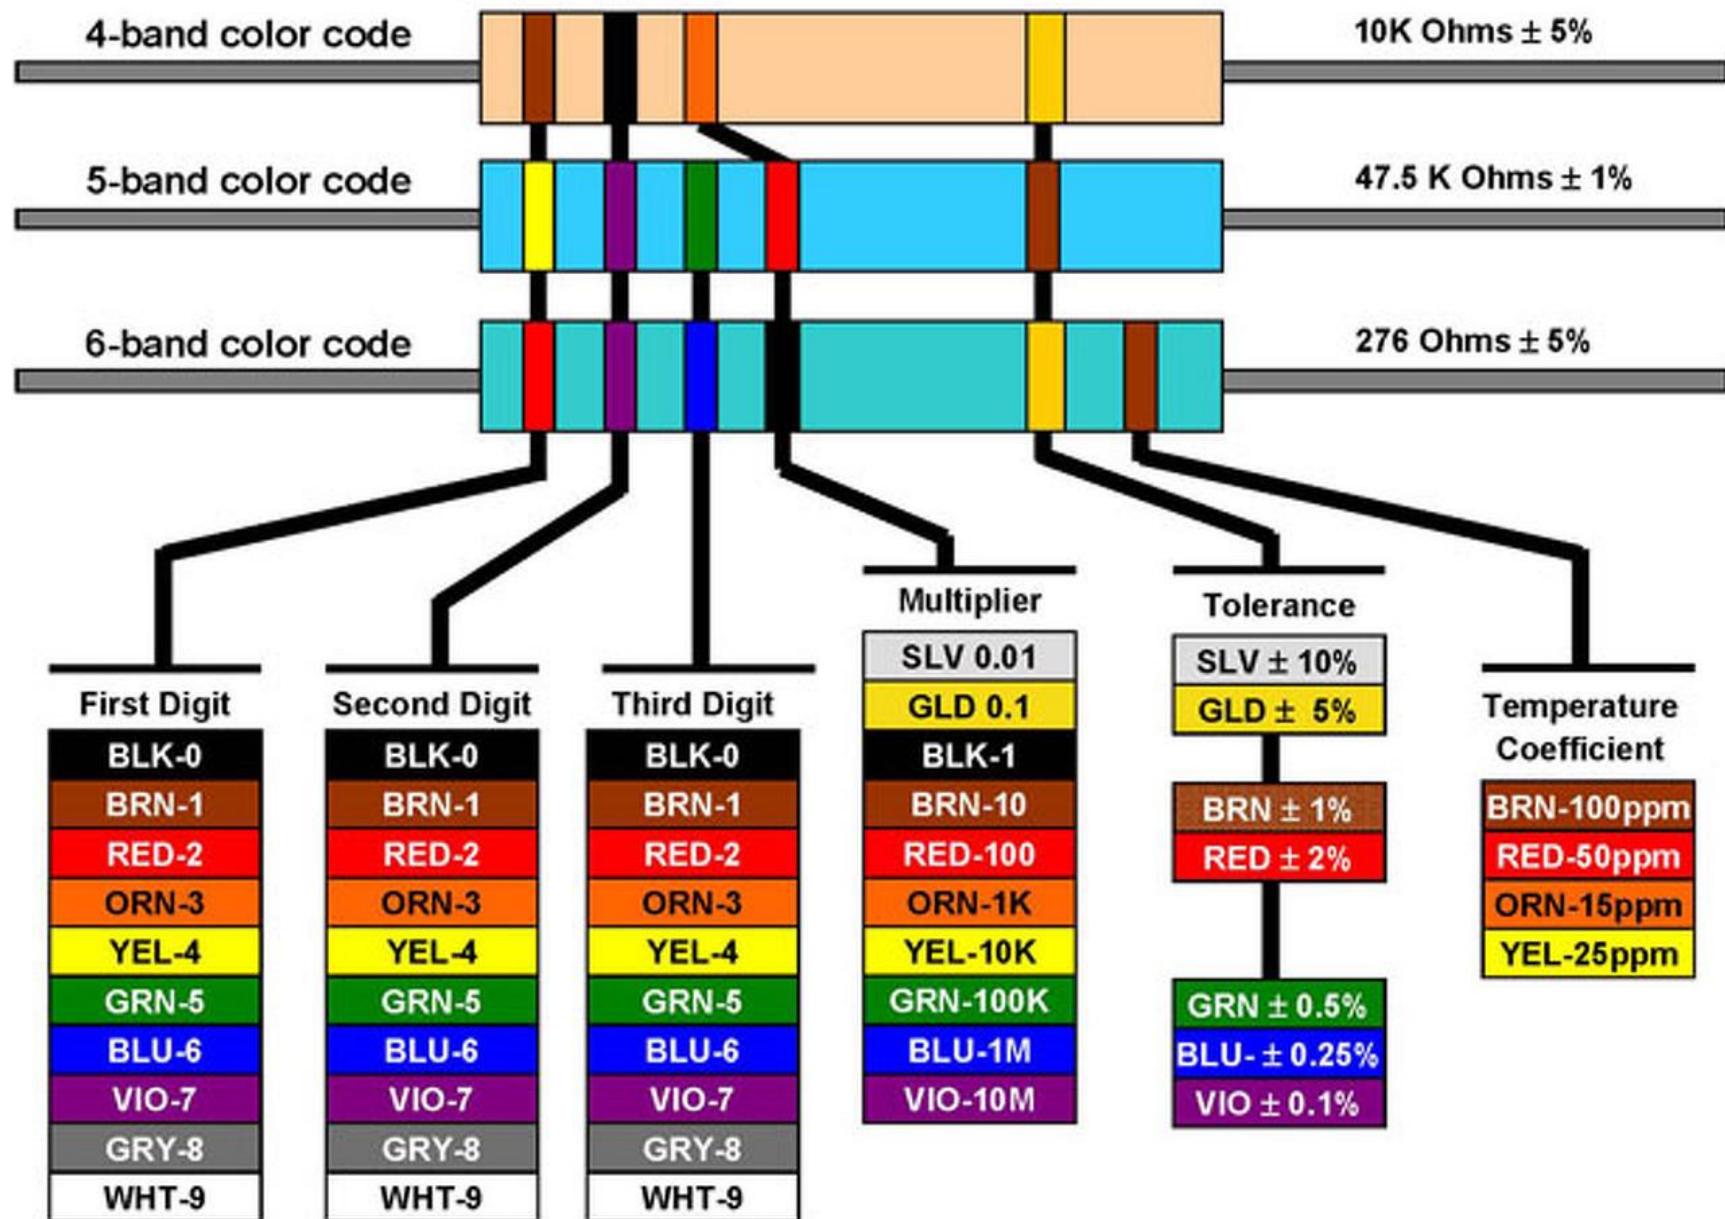 4-band color code
10K Ohms ± 5%
5-band color code
47.5 K Ohms ± 1%
6-band color code
276 Ohms ± 5%
First Digit
BLK-0
BRN-1
RED-2
ORN-3
YEL-4
GRN-5
BLU-6
VIO-7
GRY-8
WHT-9
Second Digit
BLK-0
BRN-1
RED-2
ORN-3
YEL-4
GRN-5
BLU-6
VIO-7
GRY-8
WHT-9
Third Digit
BLK-0
BRN-1
RED-2
ORN-3
YEL-4
GRN-5
BLU-6
VIO-7
GRY-8
WHT-9
Multiplier
SLV 0.01
GLD 0.1
BLK-1
BRN-10
RED-100
ORN-1K
YEL-10K
GRN-100K
BLU-1M
VIO-10M
Tolerance
SLV ± 10%
GLD ± 5%
BRN ± 1%
RED ± 2%
GRN ± 0.5%
BLU- ± 0.25%
VIO ± 0.1%
Temperature
Coefficient
BRN-100ppm
RED-50ppm
ORN-15ppm
YEL-25ppm